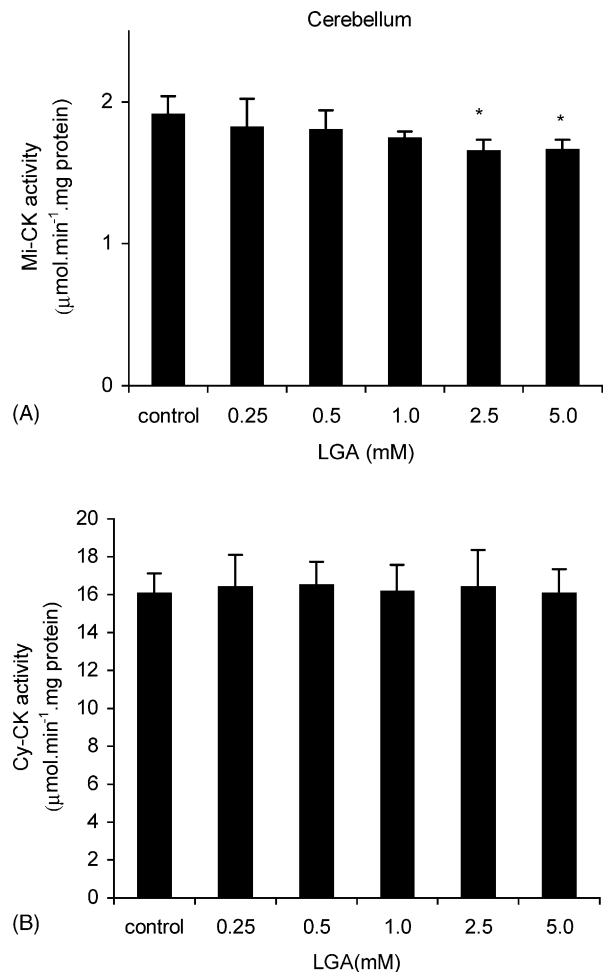 Cerebellum
Mi-CK activity
(μmol.min⁻¹.mg protein)
2
1
0
* *
(A)
control 0.25 0.5 1.0 2.5 5.0
LGA (mM)
Cy-CK activity
(μmol.min⁻¹.mg protein)
20
18
16
14
12
10
8
6
4
2
0
(B)
control 0.25 0.5 1.0 2.5 5.0
LGA(mM)